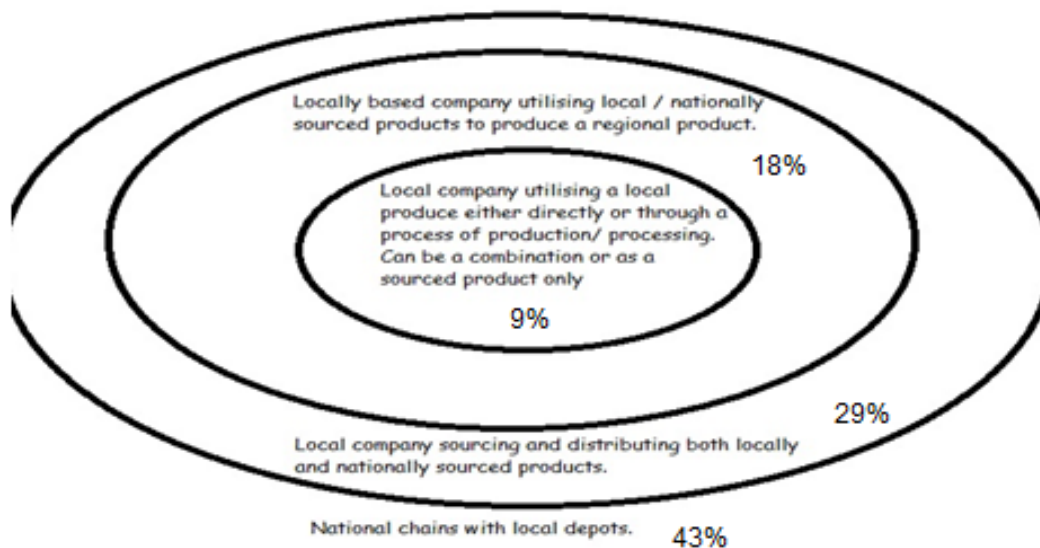 Locally based company utilising local / nationally
sourced products to produce a regional product.
18%
Local company utilising a local
produce either directly or through a
process of production/ processing.
Can be a combination or as a
sourced product only
9%
29%
Local company sourcing and distributing both locally
and nationally sourced products.
National chains with local depots.
43%